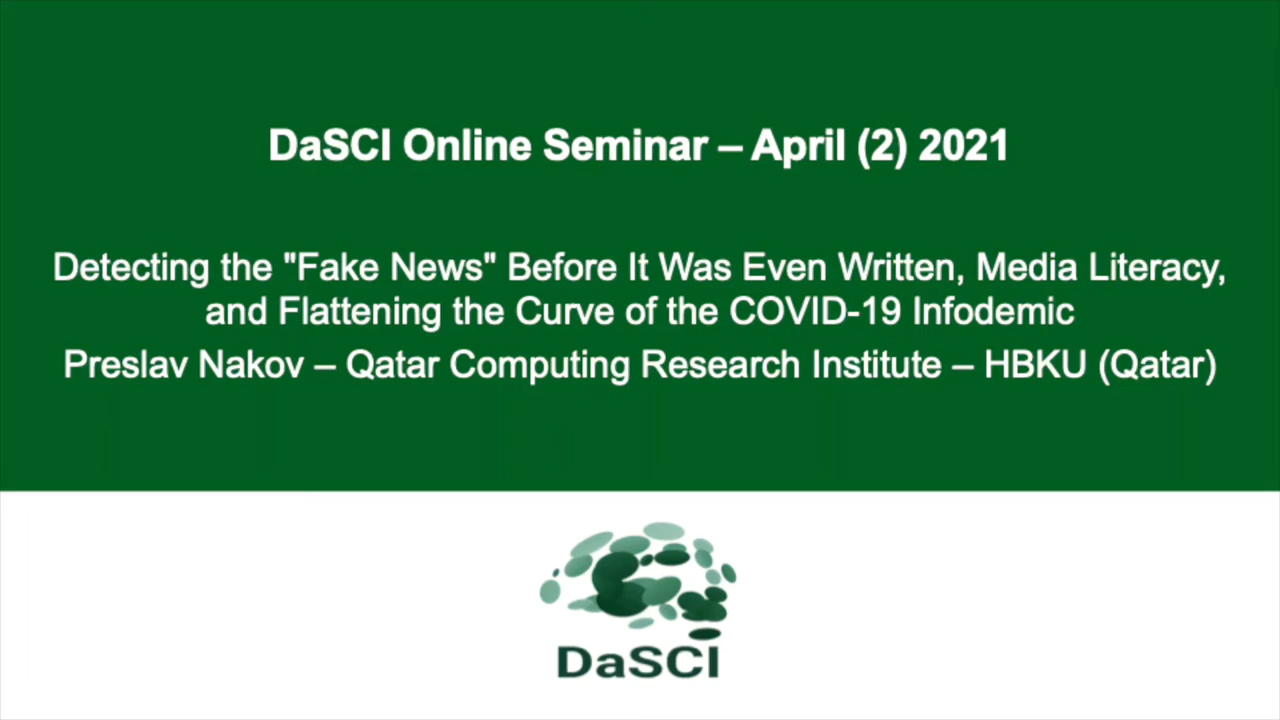 DaSCI Online Seminar – April (2) 2021
Detecting the "Fake News" Before It Was Even Written, Media Literacy,
and Flattening the Curve of the COVID-19 Infodemic
Preslav Nakov – Qatar Computing Research Institute – HBKU (Qatar)
DaSCI